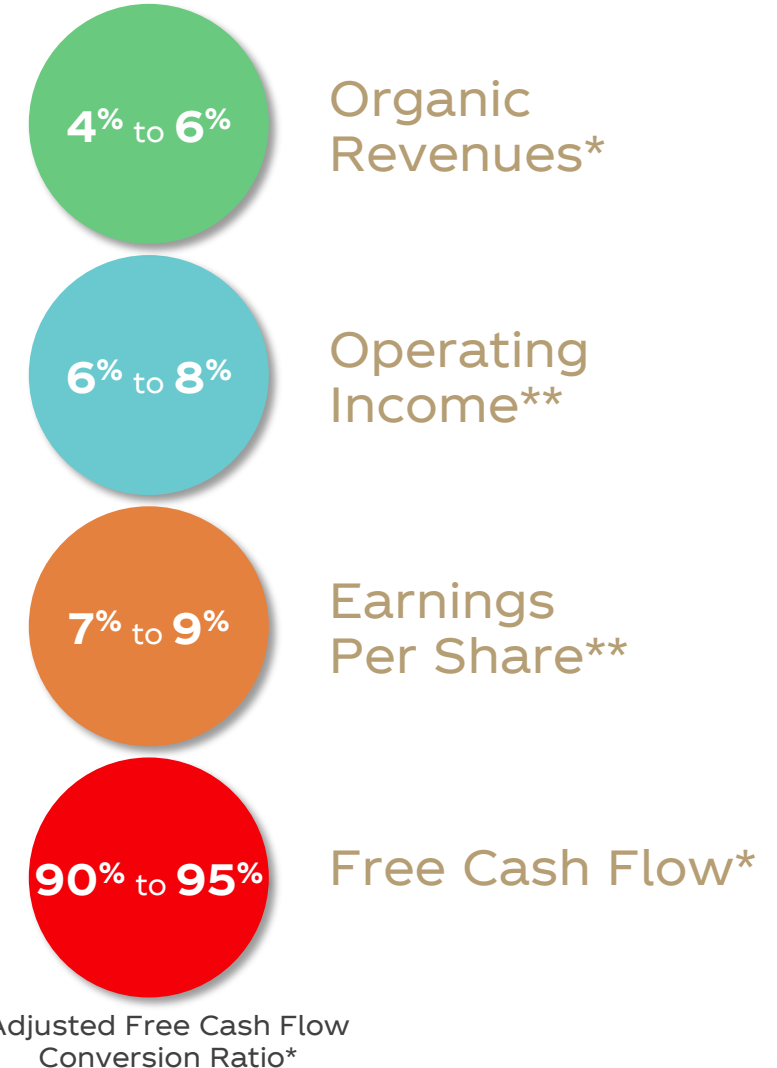 4% to 6%
Organic
Revenues*
6% to 8%
Operating
Income**
7% to 9%
Earnings
Per Share**
90% to 95%
Free Cash Flow*
Adjusted Free Cash Flow
Conversion Ratio*